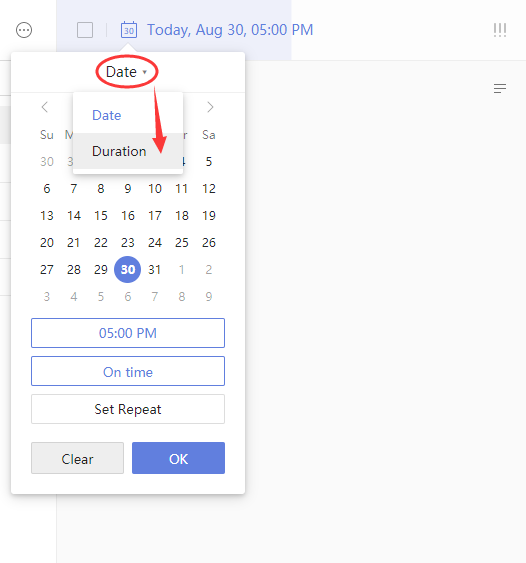 30 Today, Aug 30, 05:00 PM
Date
Date
Duration
Su M r Sa
30 3 4 5
6 7 8 9 10 11 12
13 14 15 16 17 18 19
20 21 22 23 24 25 26
27 28 29 30 31 1 2
3 4 5 6 7 8 9
05:00 PM
On time
Set Repeat
Clear OK